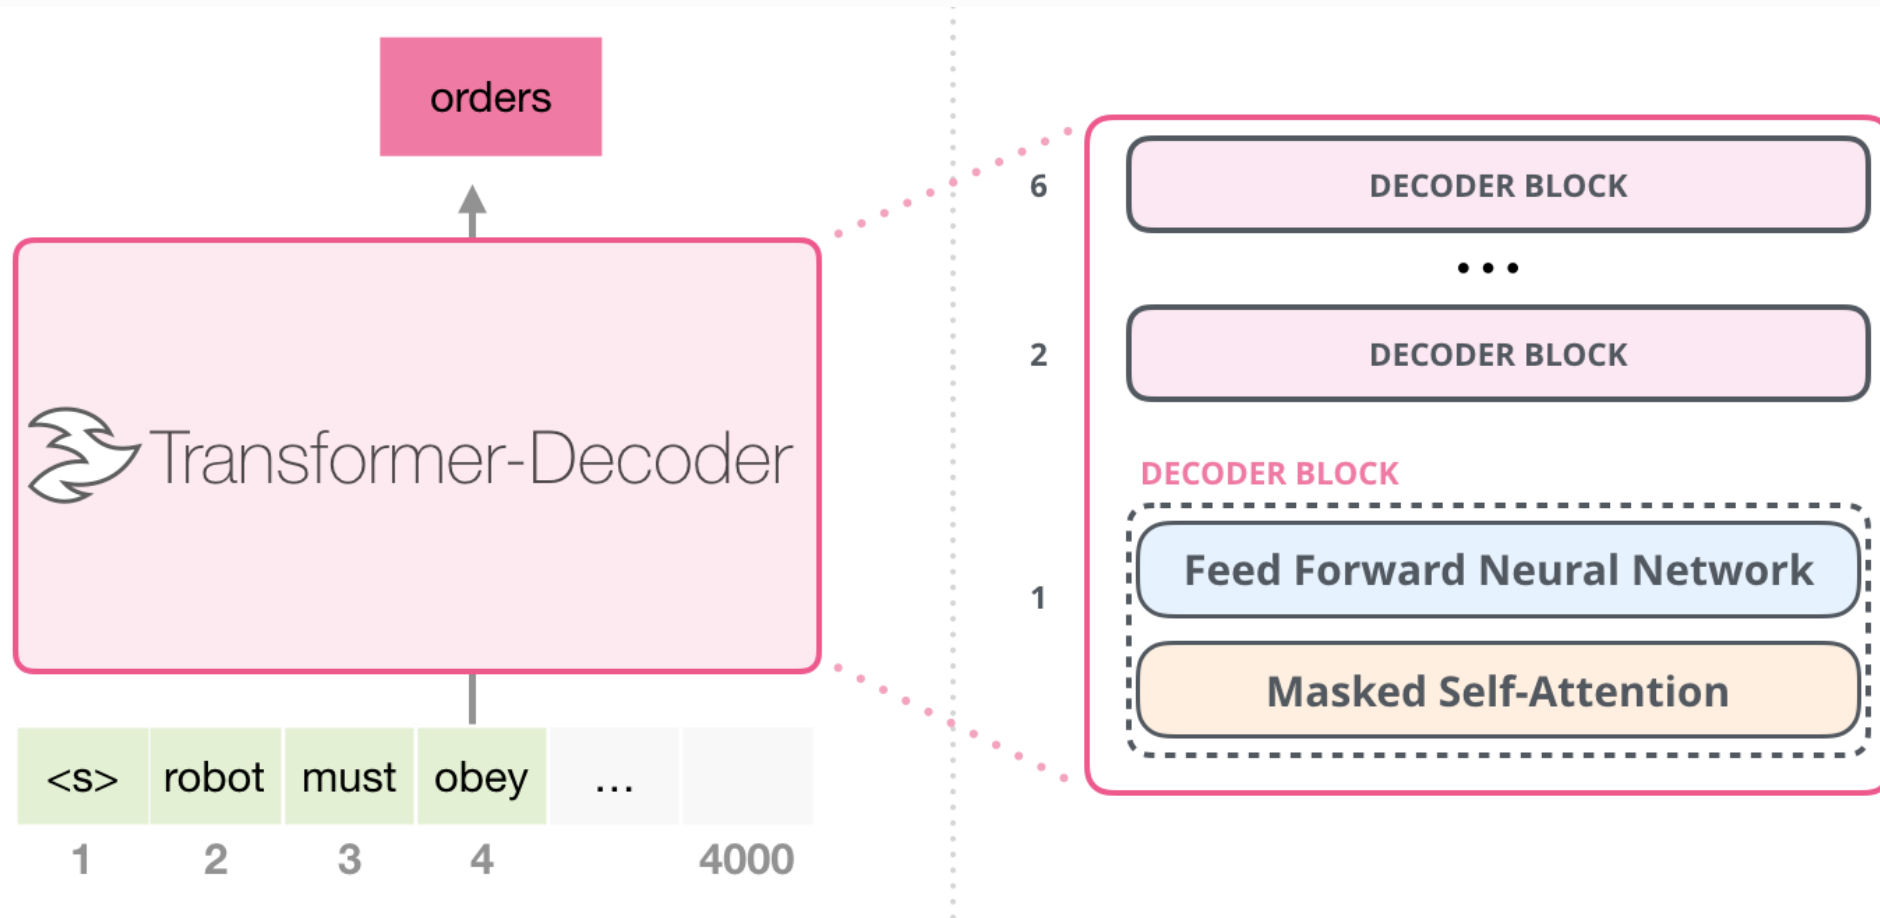 orders
Transformer-Decoder
<s> robot must obey ...
1 2 3 4 4000
6 DECODER BLOCK
...
2 DECODER BLOCK
DECODER BLOCK
1
Feed Forward Neural Network
Masked Self-Attention